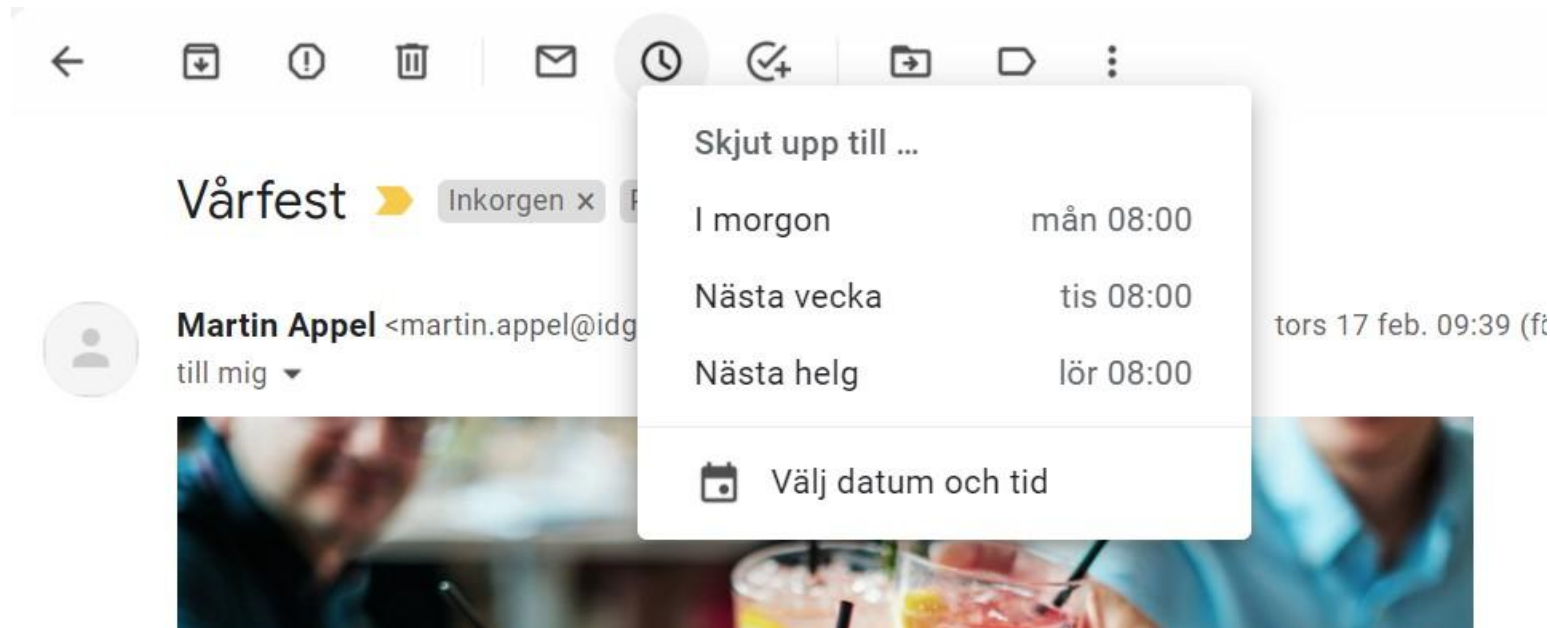 Skjut upp till ...
Vårfest Inkorgen ×
I morgon mån 08:00
Nästa vecka tis 08:00
Martin Appel <martin.appel@idg
tors 17 feb. 09:39
till mig
Nästa helg lör 08:00
Välj datum och tid